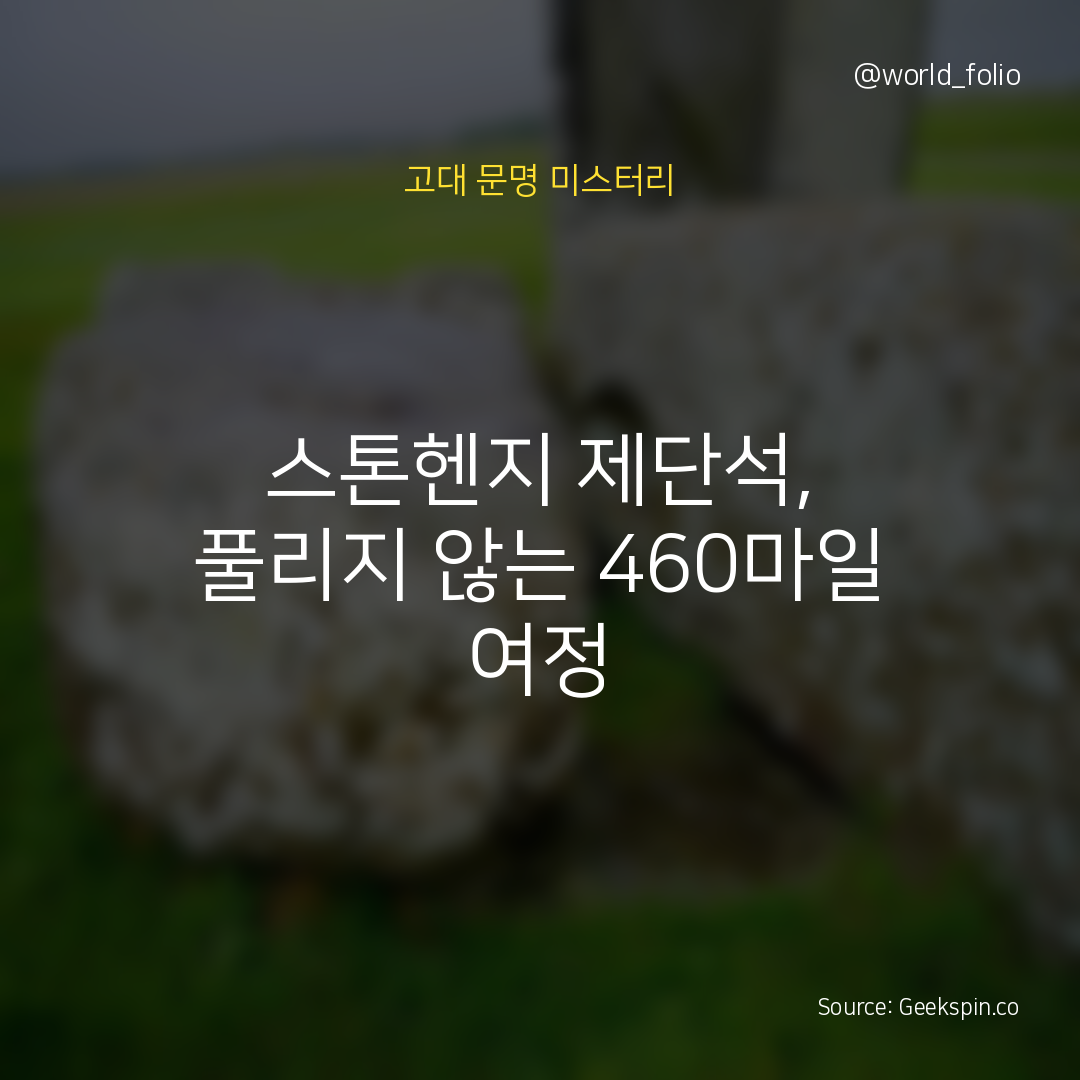 @world_folio
고대 문명 미스터리
스톤헨지 제단석,
풀리지 않는 460마일
여정
Source: Geekspin.co